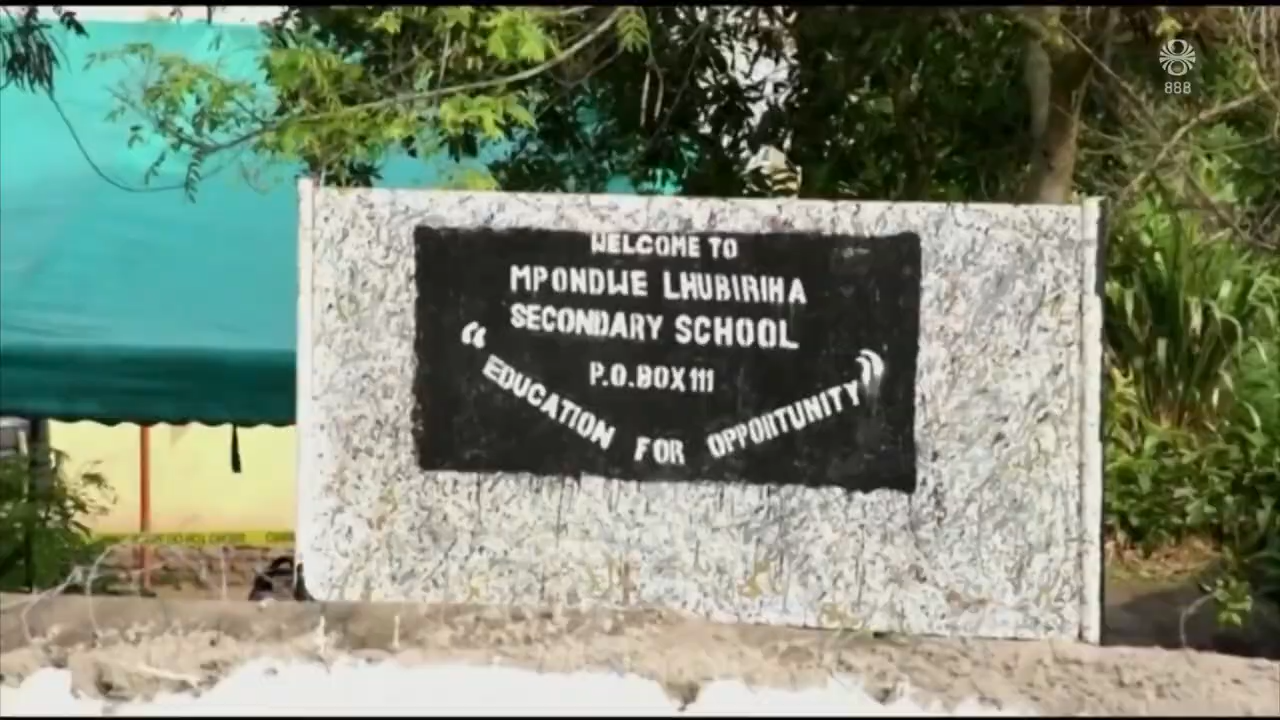 888
WELCOME TO
MPONDWE LHUBIRIHA
SECONDARY SCHOOL
P.O.BOX 111
“EDUCATION FOR OPPORTUNITY”